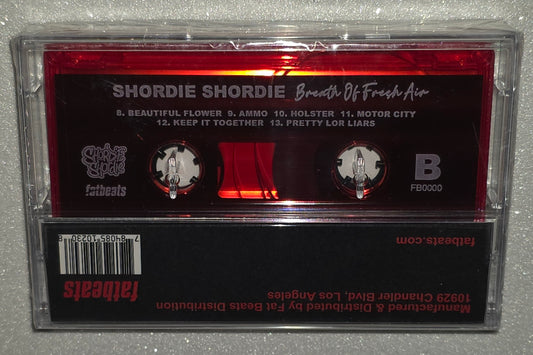 SHORDIE SHORDIE Breath Of Fresh Air
8. BEAUTIFUL FLOWER 9. AMMO 10. HOLSTER 11. MOTOR CITY
12. KEEP IT TOGETHER 13. PRETTY LOR LIARS
SHORDIE SHORDIE
fatbeats
B
FB0000
fatbeats.com
fatbeats
Manufactured & Distributed by Fat Beats Distribution
10929 Chandler Blvd, Los Angeles